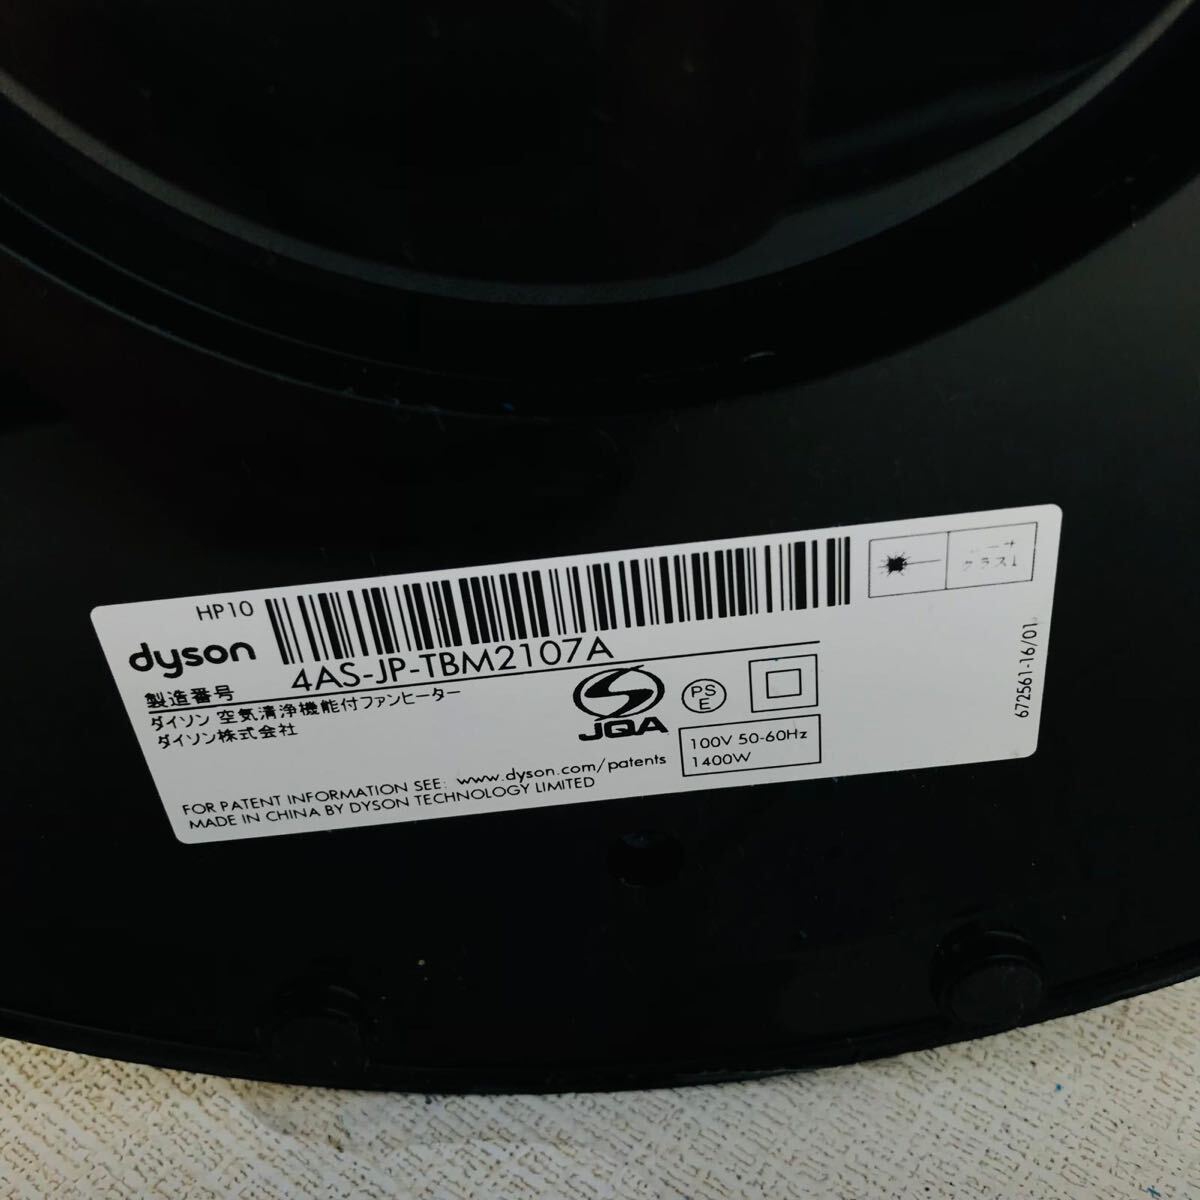 HP10
dyson
製造番号
4AS-JP-TBM2107A
ダイソン 空気清浄機能付ファンヒーター
ダイソン株式会社
JQA
PS
E
100V 50-60Hz
1400W
FOR PATENT INFORMATION SEE: www.dyson.com/patents
MADE IN CHINA BY DYSON TECHNOLOGY LIMITED
クラス1
672561-16/01